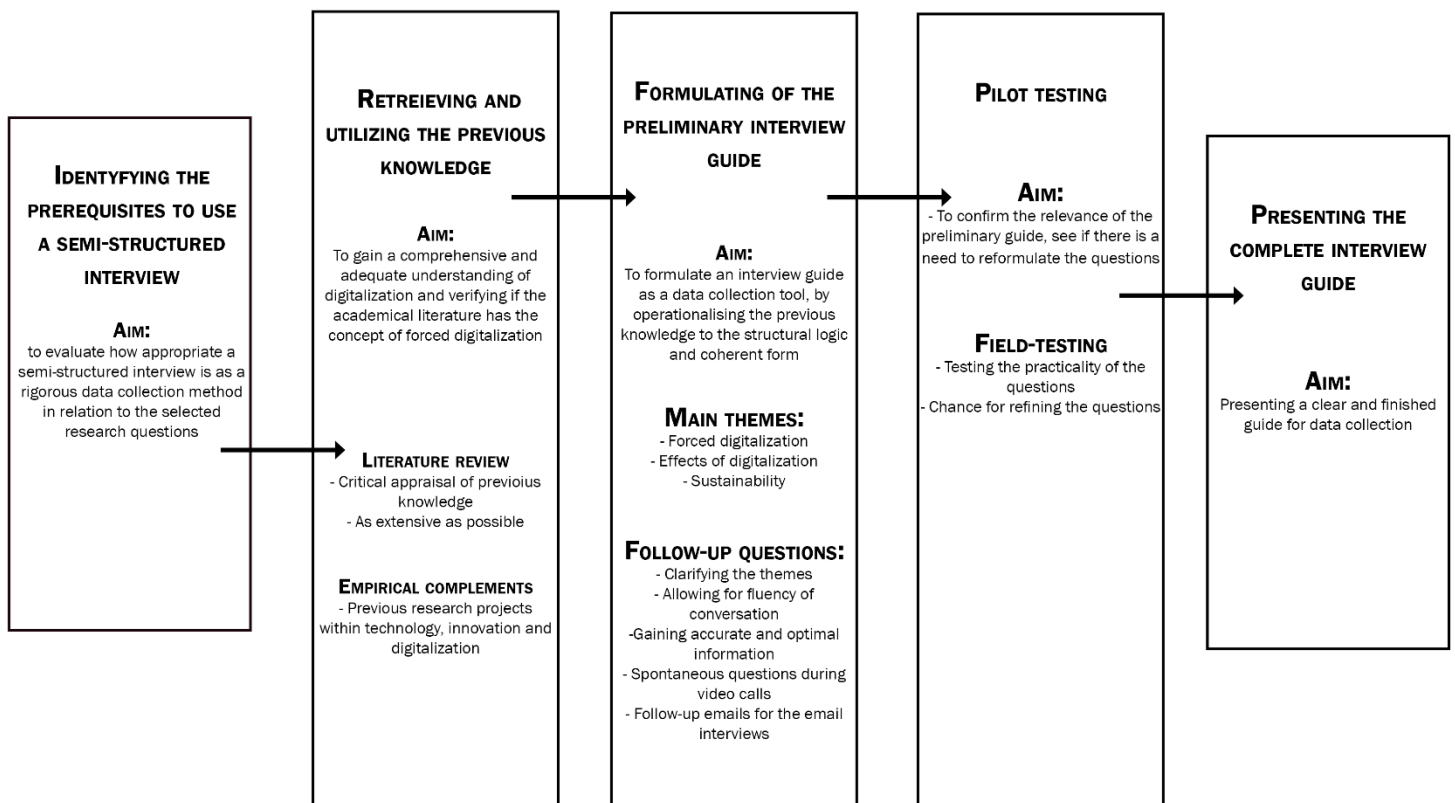 IDENTYFYING THE
PREREQUISITES TO USE
A SEMI-STRUCTURED
INTERVIEW
AIM:
to evaluate how appropriate a
semi-structured interview is as a
rigorous data collection method
in relation to the selected
research questions
RETREIEVING AND
UTILIZING THE PREVIOUS
KNOWLEDGE
AIM:
To gain a comprehensive and
adequate understanding of
digitalization and verifying if the
academical literature has the
concept of forced digitalization
LITERATURE REVIEW
- Critical appraisal of previoius
knowledge
- As extensive as possible
EMPIRICAL COMPLEMENTS
- Previous research projects
within technology, innovation and
digitalization
FORMULATING OF THE
PRELIMINARY INTERVIEW
GUIDE
AIM:
To formulate an interview guide
as a data collection tool, by
operationalising the previous
knowledge to the structural logic
and coherent form
MAIN THEMES:
- Forced digitalization
- Effects of digitalization
- Sustainability
FOLLOW-UP QUESTIONS:
- Clarifying the themes
- Allowing for fluency of
conversation
-Gaining accurate and optimal
information
- Spontaneous questions during
video calls
- Follow-up emails for the email
interviews
PILOT TESTING
AIM:
- To confirm the relevance of the
preliminary guide, see if there is a
need to reformulate the questions
FIELD-TESTING
- Testing the practicality of the
questions
- Chance for refining the questions
PRESENTING THE
COMPLETE INTERVIEW
GUIDE
AIM:
Presenting a clear and finished
guide for data collection